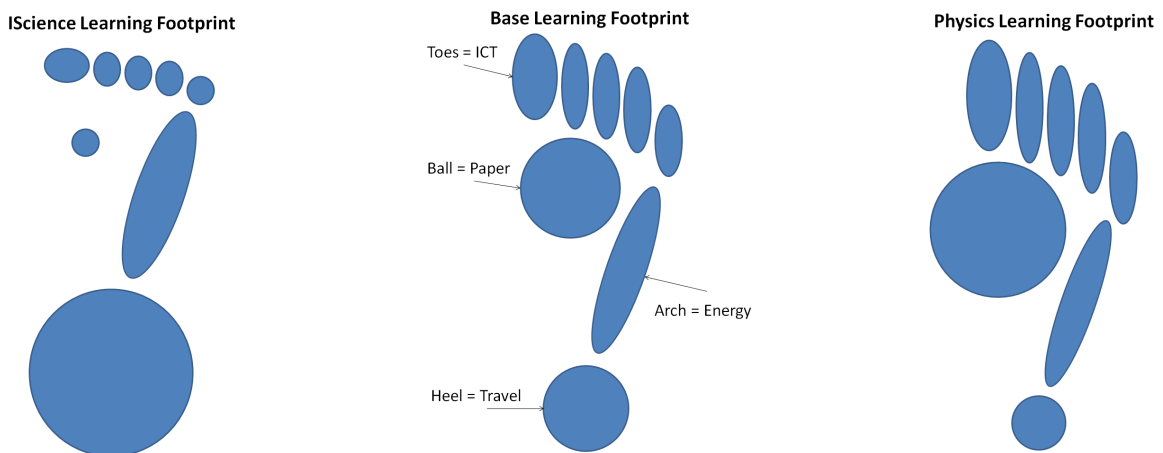 IScience Learning Footprint
Base Learning Footprint
Physics Learning Footprint
Toes = ICT
Ball = Paper
Arch = Energy
Heel = Travel